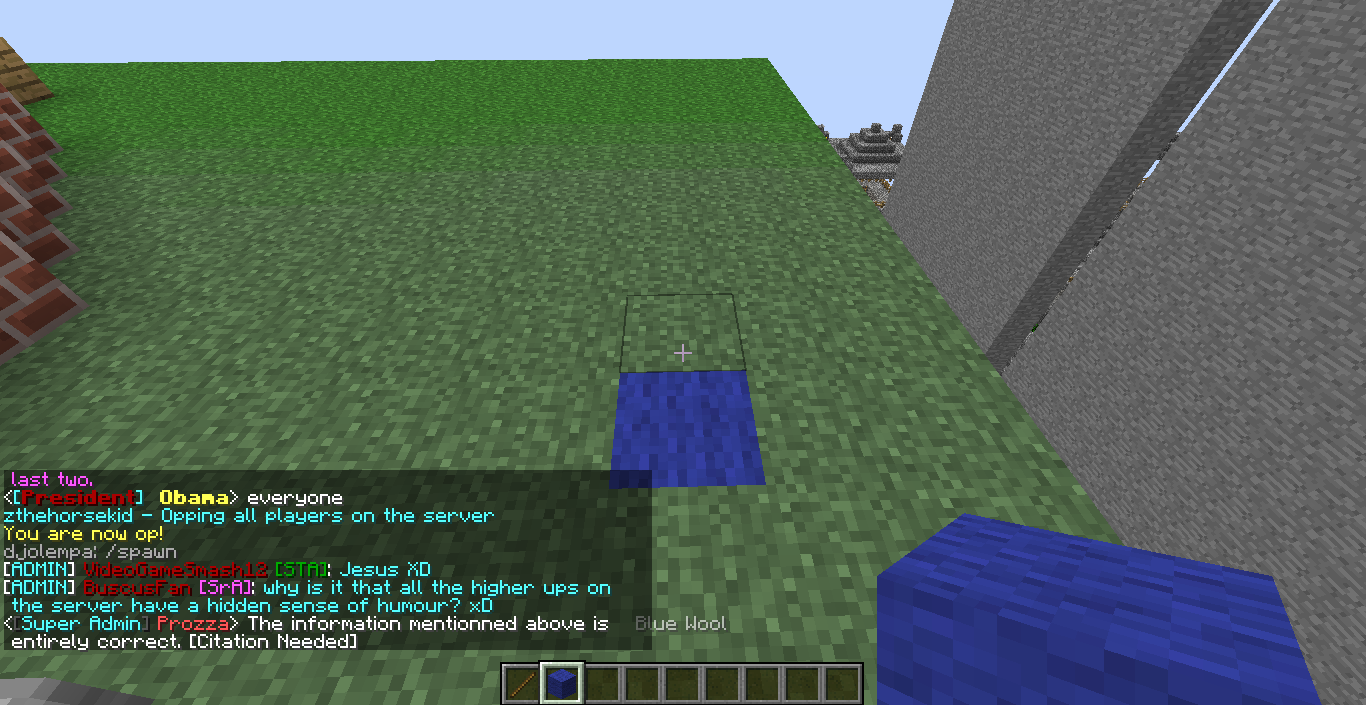 last two.
<[President] Obama> everyone
zthehorsekid - Opping all players on the server
You are now op!
djolempa: /spawn
[ADMIN] VideoGameSmash12 [STA]: Jesus XD
[ADMIN] BuscusFan [SrA]: why is it that all the higher ups on
the server have a hidden sense of humour? xD
<[Super Admin] Prozza> The information mentionned above is
entirely correct. [Citation Needed]
Blue Wool